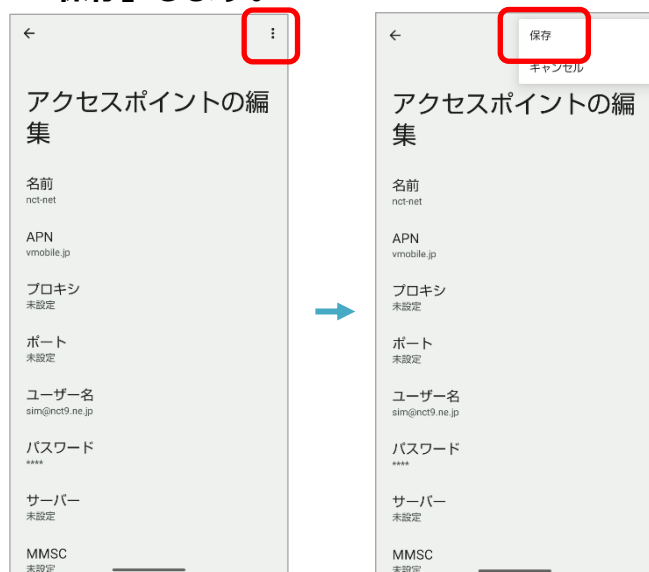 アクセスポイントの編
集
名前
nct-net
APN
vmobile.jp
プロキシ
未設定
ポート
未設定
ユーザー名
sim@nct9.ne.jp
パスワード
****
サーバー
未設定
MMSC
未設定
保存
キャンセル
アクセスポイントの編
集
名前
nct-net
APN
vmobile.jp
プロキシ
未設定
ポート
未設定
ユーザー名
sim@nct9.ne.jp
パスワード
****
サーバー
未設定
MMSC
未設定